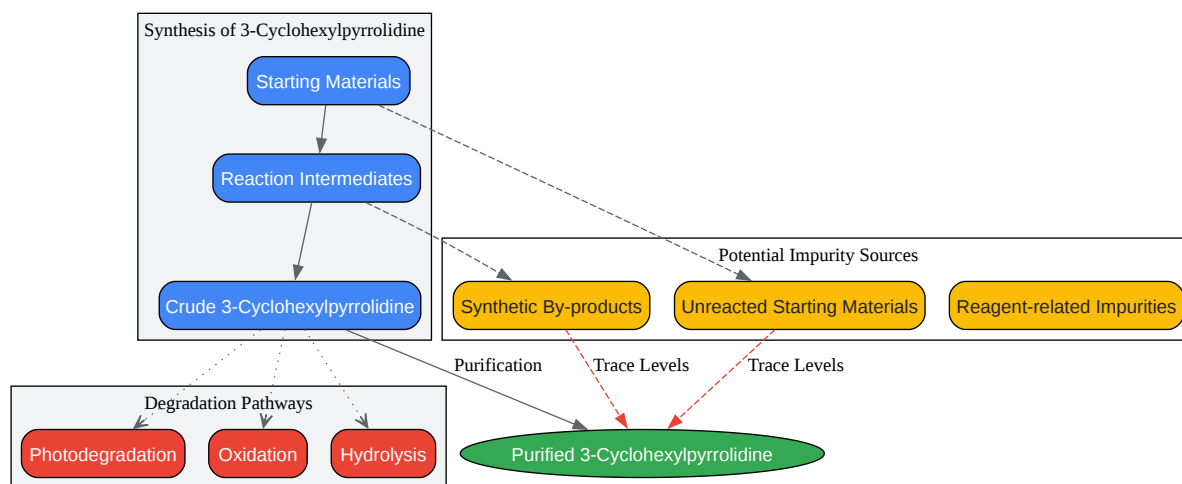 Synthesis of 3-Cyclohexylpyrrolidine
Starting Materials
Reaction Intermediates
Potential Impurity Sources
Crude 3-Cyclohexylpyrrolidine
Synthetic By-products
Unreacted Starting Materials
Reagent-related Impurities
Purification
Trace Levels
Trace Levels
Degradation Pathways
Photodegradation
Oxidation
Hydrolysis
Purified 3-Cyclohexylpyrrolidine